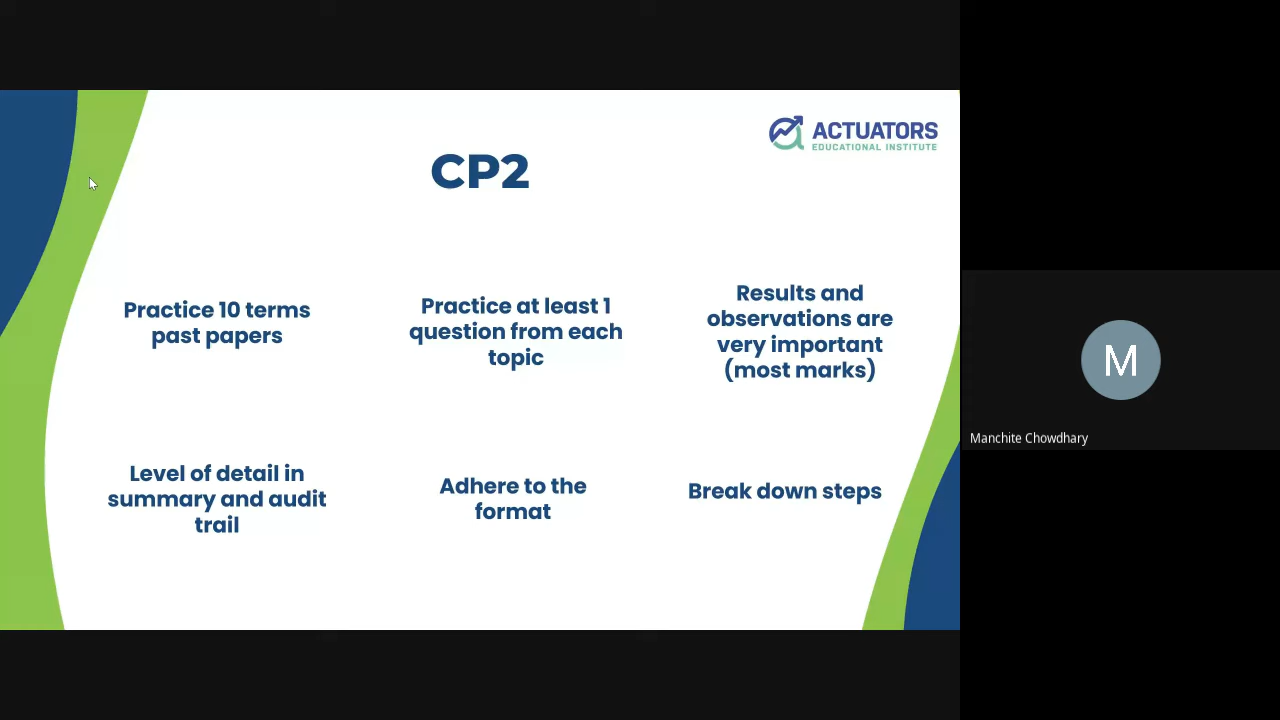 ACTUATORS
EDUCATIONAL INSTITUTE
CP2
Practice 10 terms
past papers
Practice at least 1
question from each
topic
Results and
observations are
very important
(most marks)
Level of detail in
summary and audit
trail
Adhere to the
format
Break down steps
M
Manchite Chowdhary